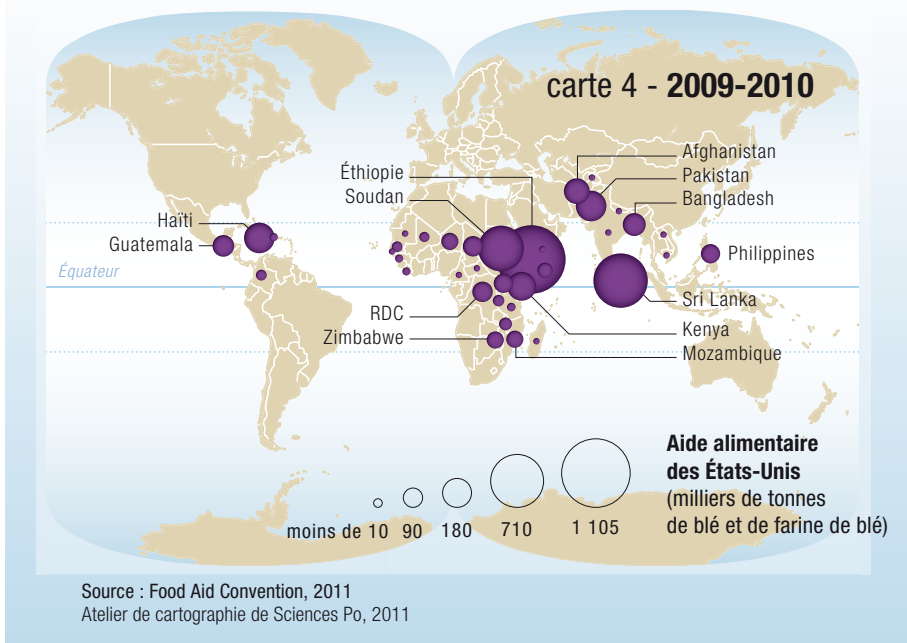 carte 4 - 2009-2010
Afghanistan
Pakistan
Bangladesh
Éthiopie
Soudan
Haïti
Guatemala
Philippines
Équateur
Sri Lanka
RDC
Kenya
Zimbabwe
Mozambique
Aide alimentaire
des États-Unis
(milliers de tonnes
de blé et de farine de blé)
moins de 10 90 180 710 1 105
Source : Food Aid Convention, 2011
Atelier de cartographie de Sciences Po, 2011